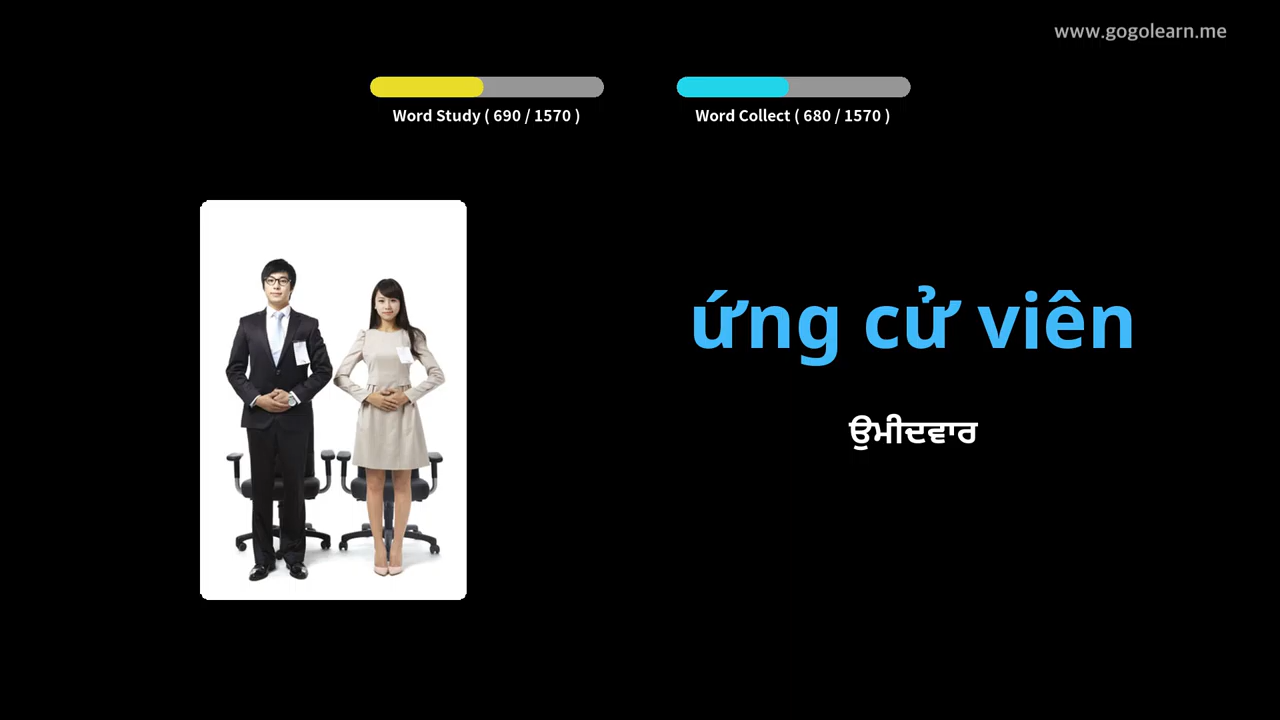 www.gogolearn.me
Word Study ( 690 / 1570 )
Word Collect ( 680 / 1570 )
ứng cử viên
ਉਮੀਦਵਾਰ